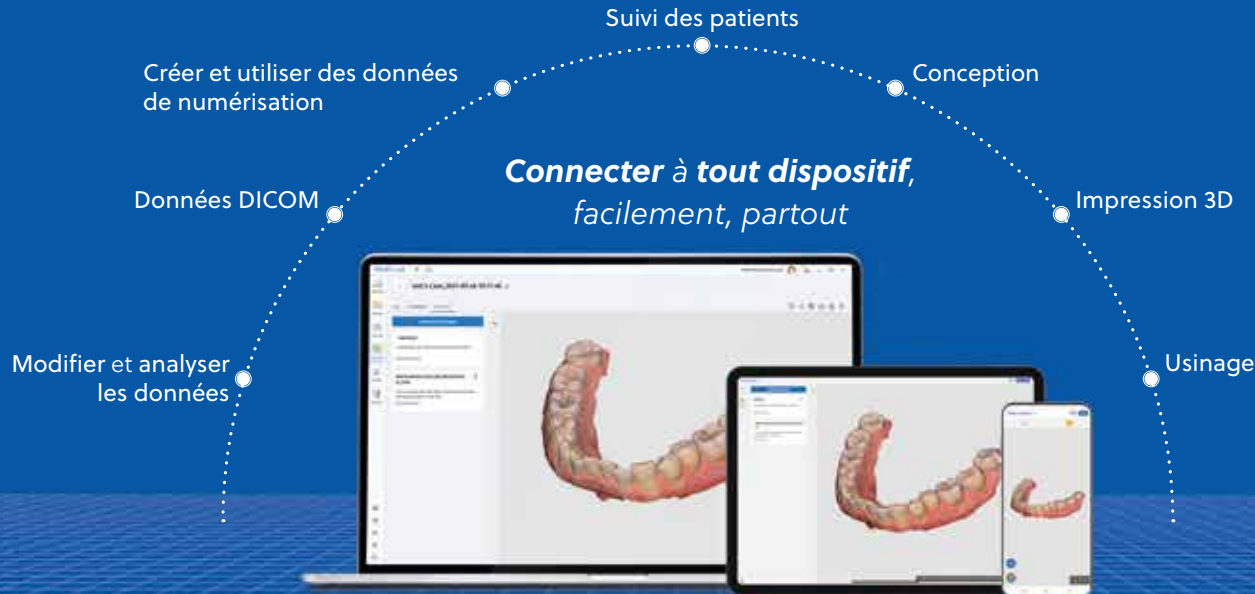 Suivi des patients
Créer et utiliser des données
de numérisation
Conception
Connecter à tout dispositif,
facilement, partout
Données DICOM
Impression 3D
Modifier et analyser
les données
Usinage